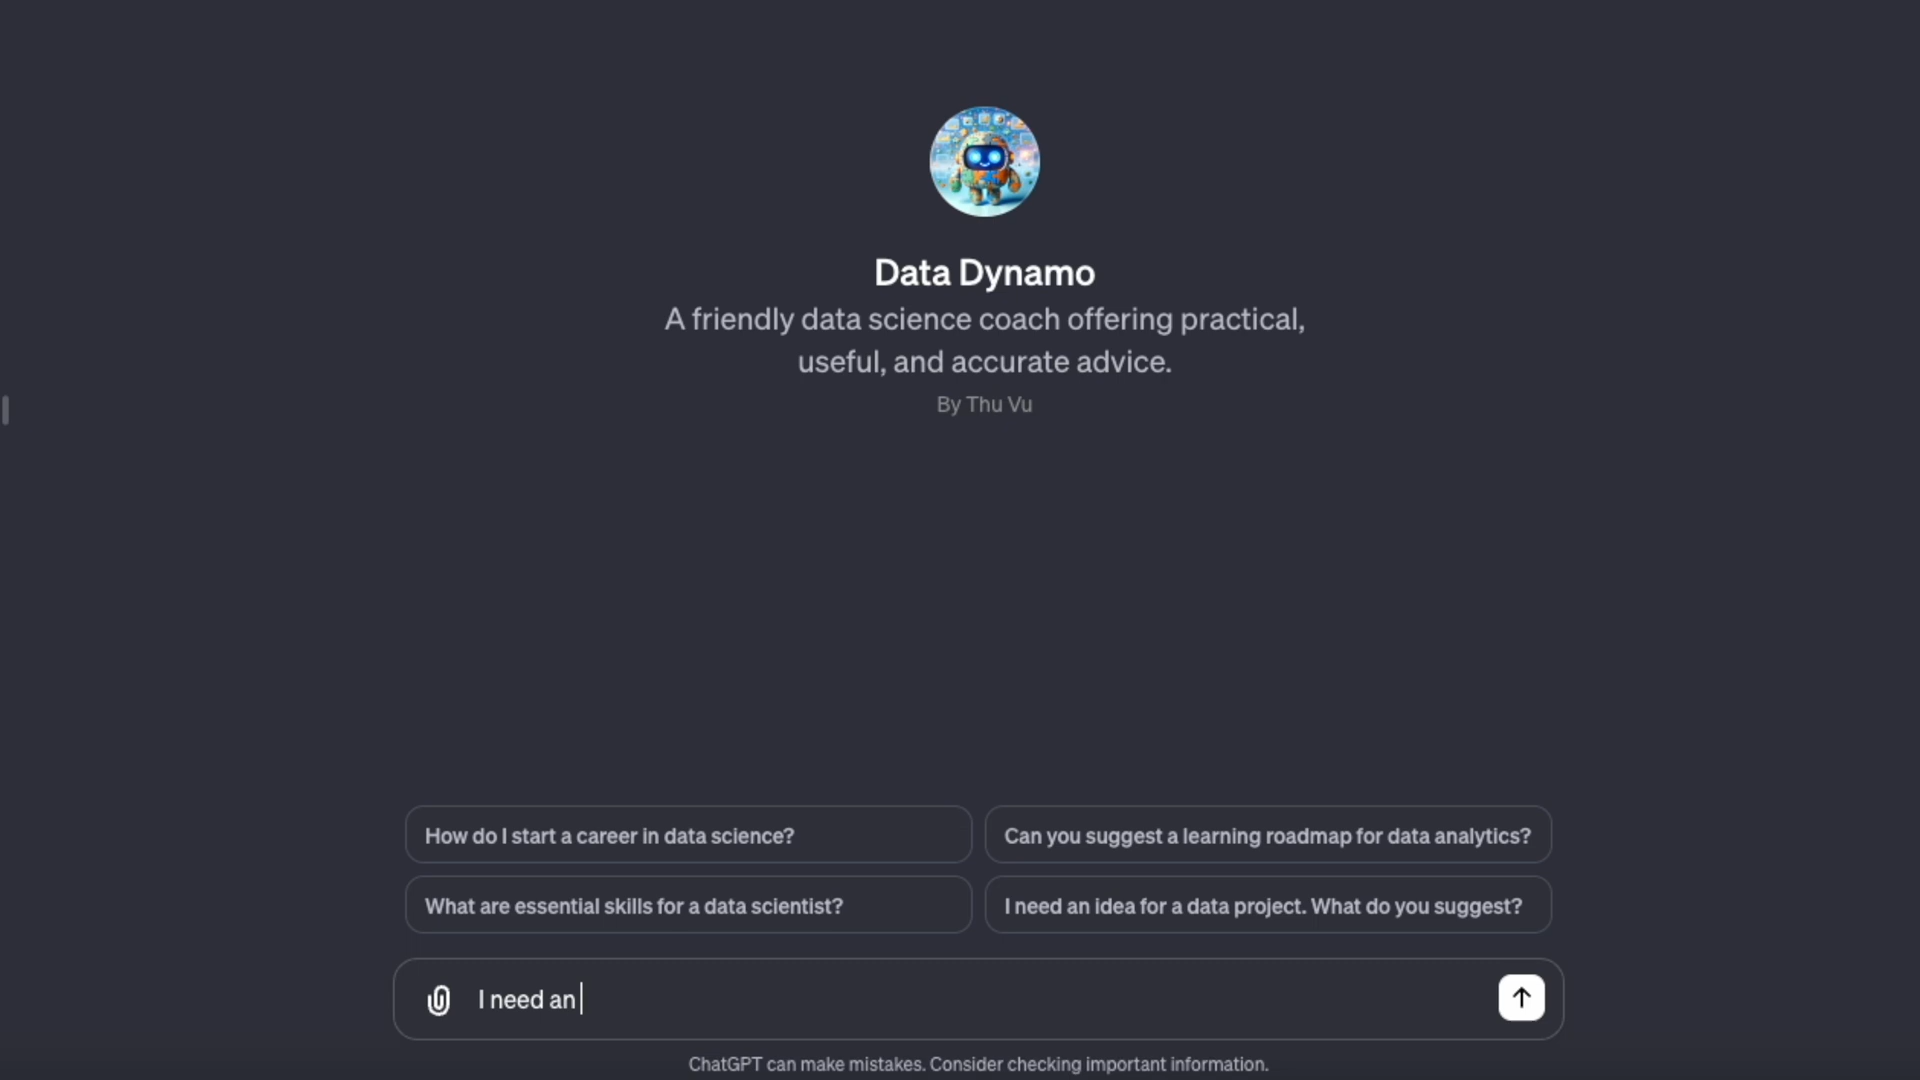 Data Dynamo
A friendly data science coach offering practical,
useful, and accurate advice.
By Thu Vu
How do I start a career in data science?
Can you suggest a learning roadmap for data analytics?
What are essential skills for a data scientist?
I need an idea for a data project. What do you suggest?
I need an
ChatGPT can make mistakes. Consider checking important information.